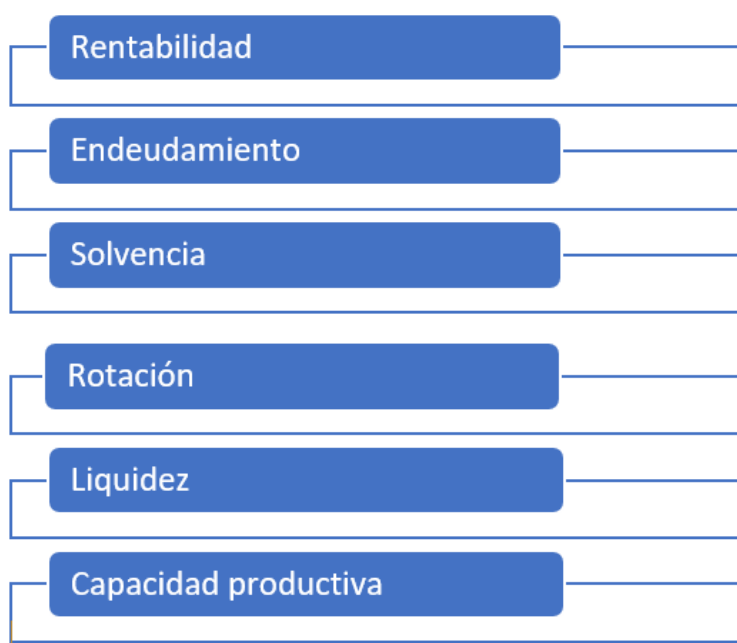 Rentabilidad
Endeudamiento
Solvencia
Rotación
Liquidez
Capacidad productiva